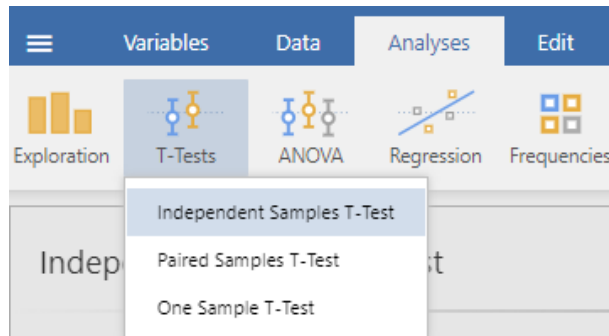 Variables Data Analyses Edit
Exploration T-Tests ANOVA Regression Frequencies
Independent Samples T-Test
Indep
Paired Samples T-Test
st
One Sample T-Test